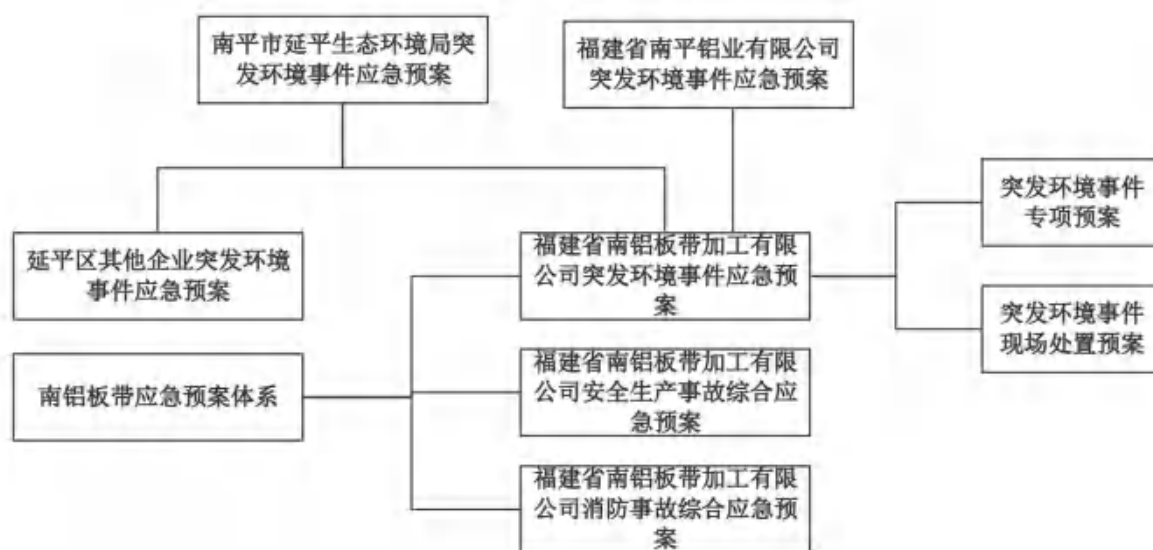 南平市延平生态环境局突
发环境事件应急预案
福建省南平铝业有限公司
突发环境事件应急预案
突发环境事件
专项预案
延平区其他企业突发环境
事件应急预案
福建省南铝板带加工有限
公司突发环境事件应急预
案
突发环境事件
现场处置预案
南铝板带应急预案体系
福建省南铝板带加工有限
公司安全生产事故综合应
急预案
福建省南铝板带加工有限
公司消防事故综合应急预
案